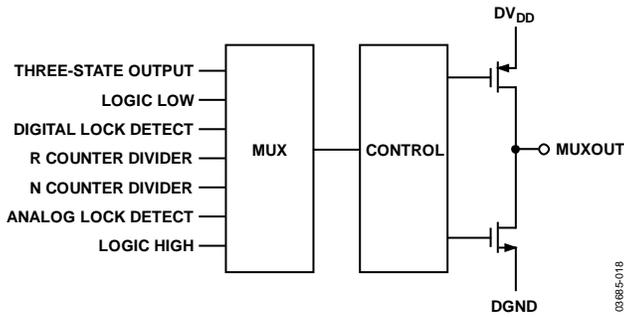 DVDD
THREE-STATE OUTPUT
LOGIC LOW
DIGITAL LOCK DETECT
R COUNTER DIVIDER
N COUNTER DIVIDER
ANALOG LOCK DETECT
LOGIC HIGH
MUX
CONTROL
MUXOUT
DGND
03685-018